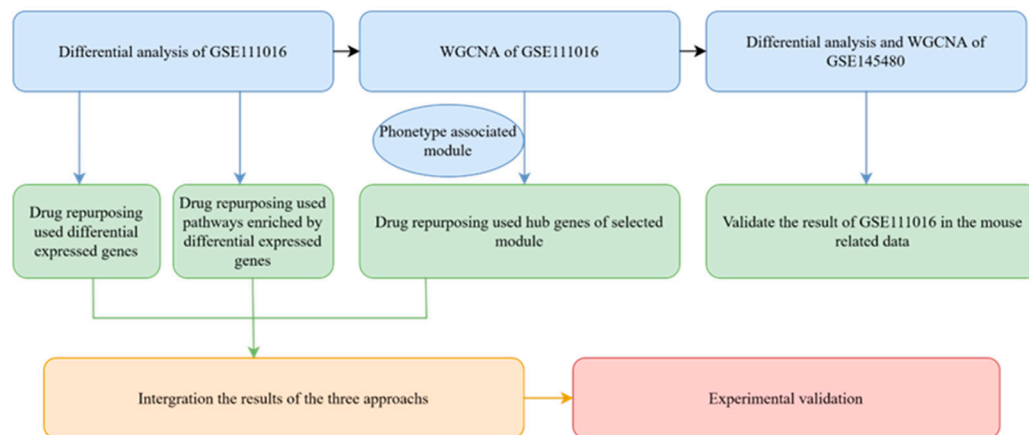 Differential analysis of GSE111016
WGCNA of GSE111016
Differential analysis and WGCNA of
GSE145480
Phonetype associated
module
Drug repurposing
used differential
expressed genes
Drug repurposing used
pathways enriched by
differential expressed
genes
Drug repurposing used hub genes of selected
module
Validate the result of GSE111016 in the mouse
related data
Intergration the results of the three approachs
Experimental validation